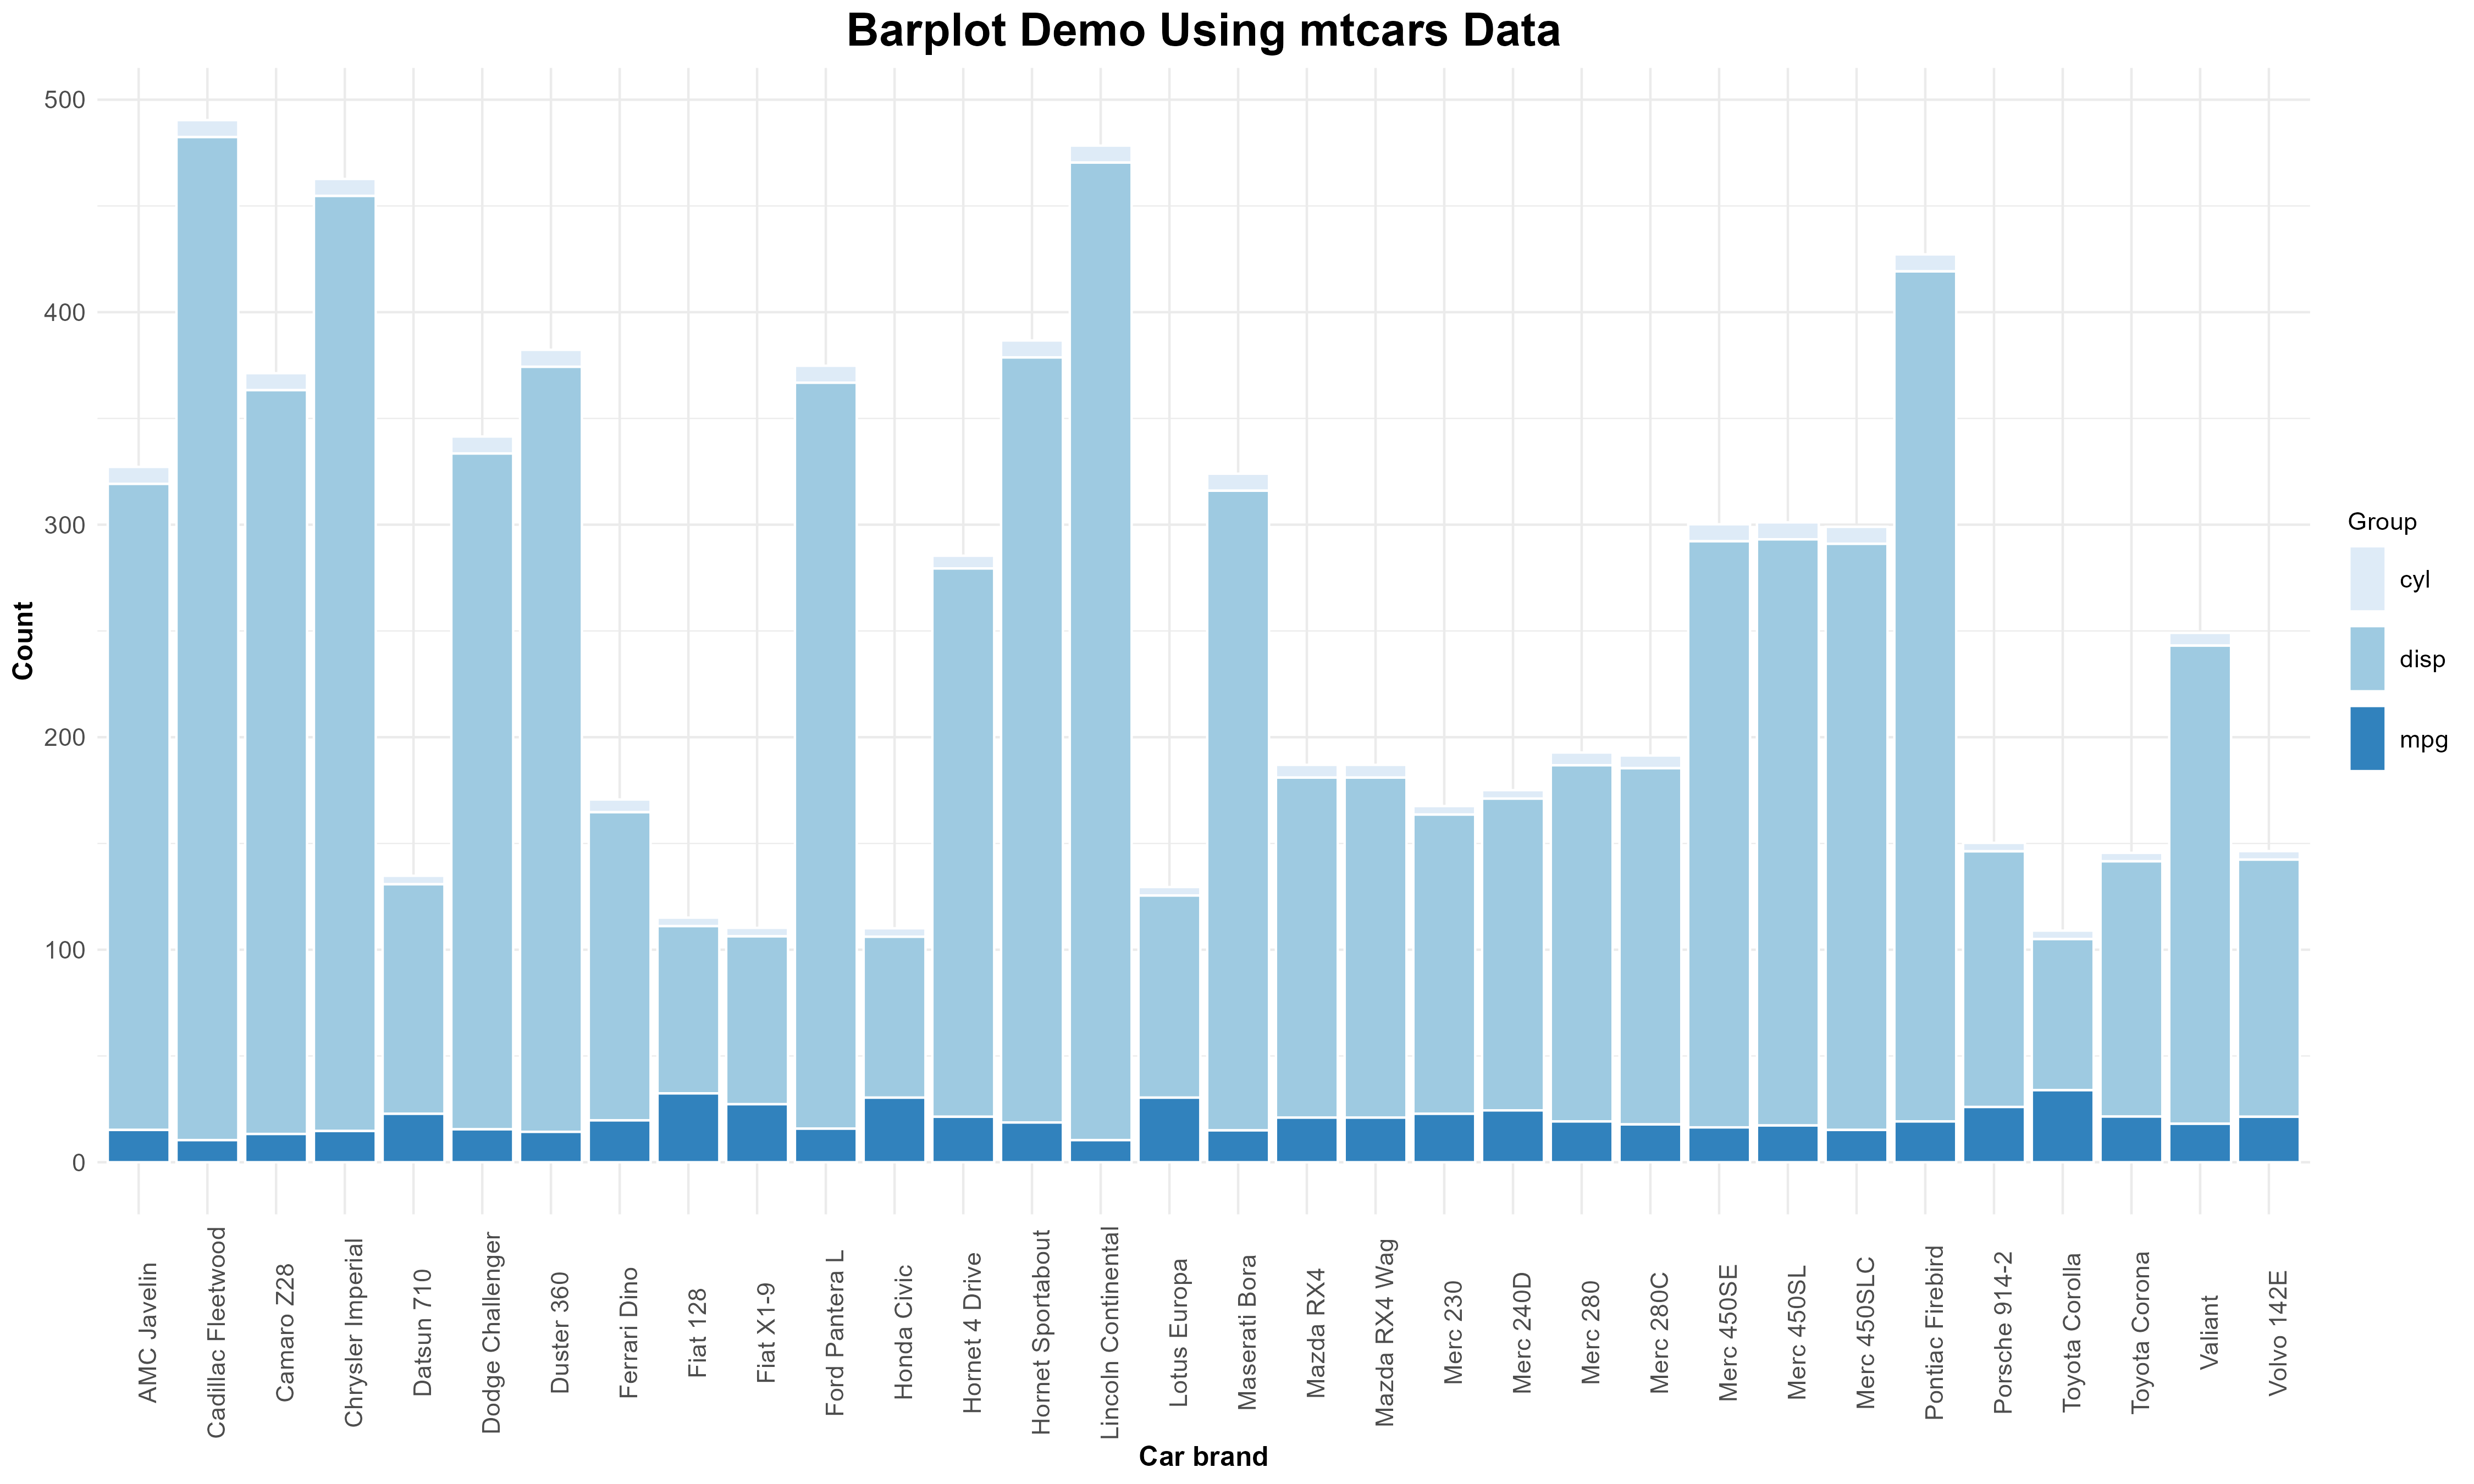 Barplot Demo Using mtcars Data
500
400
300
200
100
0
Count
AMC Javelin
Cadillac Fleetwood
Camaro Z28
Chrysler Imperial
Datsun 710
Dodge Challenger
Duster 360
Ferrari Dino
Fiat 128
Fiat X1-9
Ford Pantera L
Honda Civic
Hornet 4 Drive
Hornet Sportabout
Lincoln Continental
Lotus Europa
Maserati Bora
Mazda RX4
Mazda RX4 Wag
Merc 230
Merc 240D
Merc 280
Merc 280C
Merc 450SE
Merc 450SL
Merc 450SLC
Pontiac Firebird
Porsche 914-2
Toyota Corolla
Toyota Corona
Valiant
Volvo 142E
Car brand
Group
cyl
disp
mpg